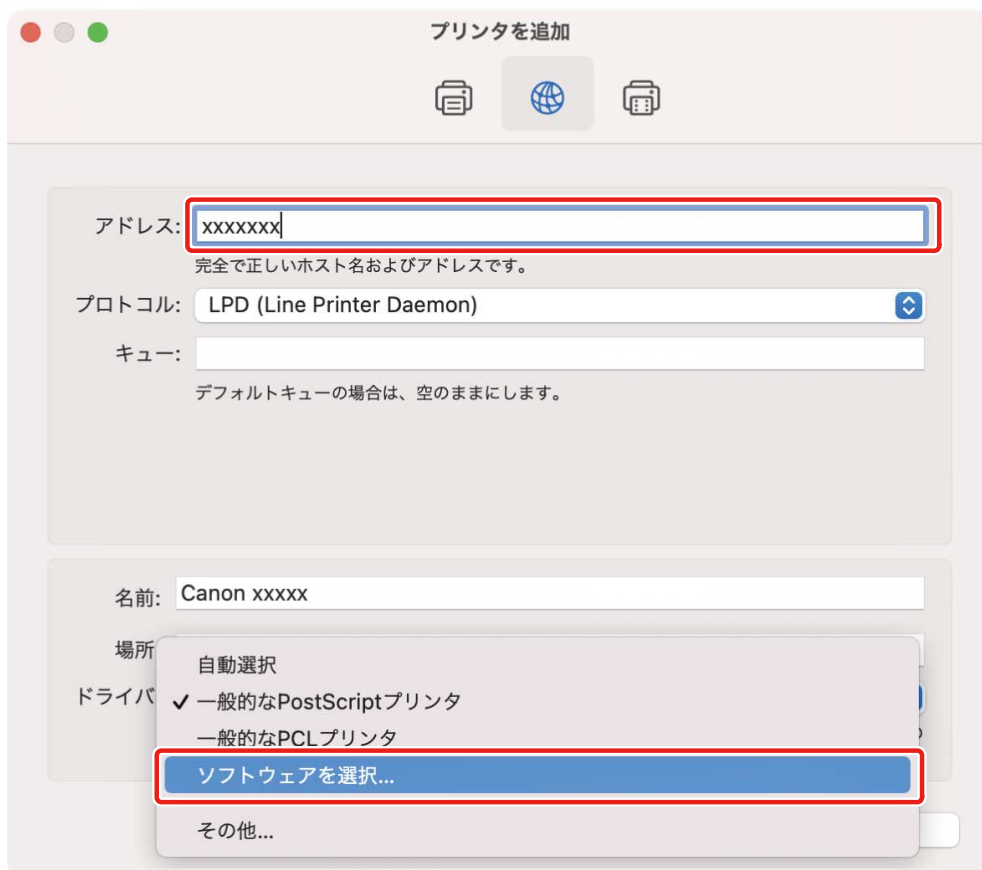 プリンタを追加
アドレス: xxxxxxx
完全で正しいホスト名およびアドレスです。
プロトコル: LPD (Line Printer Daemon)
キュー:
デフォルトキューの場合は、空のままにします。
名前: Canon xxxxx
場所
自動選択
ドライバ
✓ 一般的なPostScriptプリンタ
一般的なPCLプリンタ
ソフトウェアを選択...
その他...